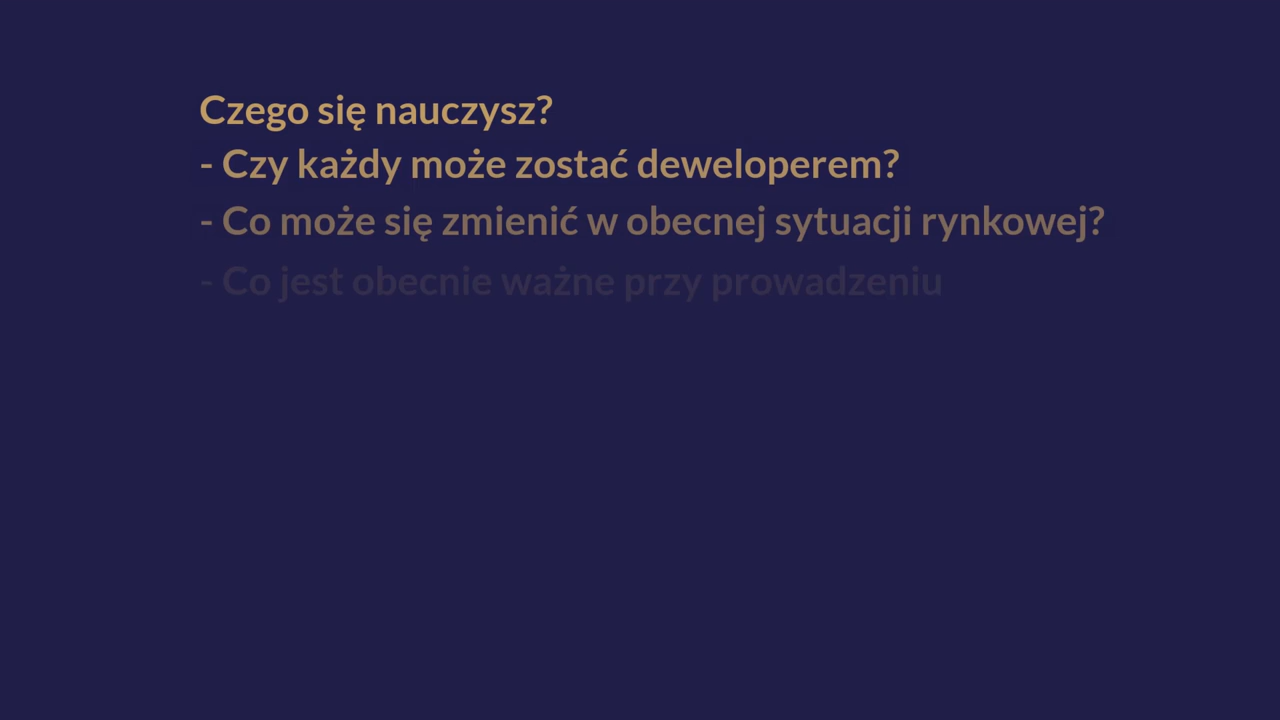 Czego się nauczysz?
- Czy każdy może zostać deweloperem?
- Co może się zmienić w obecnej sytuacji rynkowej?
- Co jest obecnie ważne przy prowadzeniu